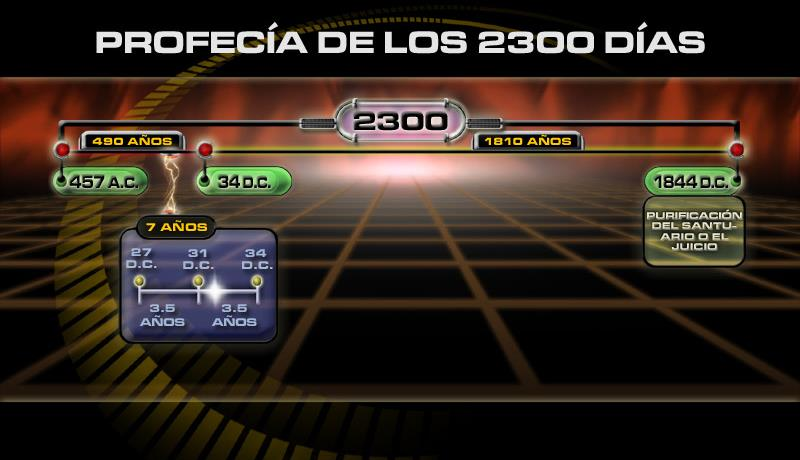 PROFECÍA DE LOS 2300 DÍAS
2300
490 AÑOS
1810 AÑOS
457 A.C.
34 D.C.
1844 D.C.
PURIFICACIÓN
DEL SANTU-
ARIO O EL
JUICIO
7 AÑOS
27 31 34
D.C. D.C. D.C.
3.5 3.5
AÑOS AÑOS